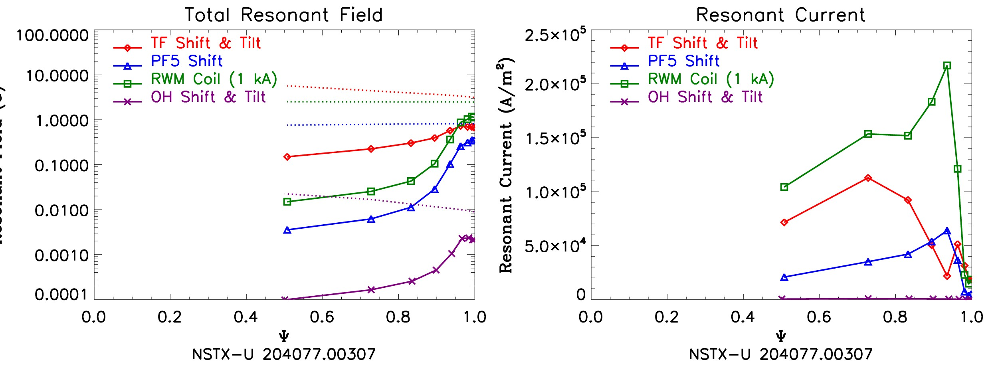 Total Resonant Field
100.0000
10.0000
1.0000
0.1000
0.0100
0.0010
0.0001
TF Shift & Tilt
PF5 Shift
RWM Coil (1 kA)
OH Shift & Tilt
0.0 0.2 0.4 0.6 0.8 1.0
Ψ
NSTX-U 204077.00307
Resonant Current
Resonant Current (A/m²)
2.5×10⁵
2.0×10⁵
1.5×10⁵
1.0×10⁵
5.0×10⁴
0
TF Shift & Tilt
PF5 Shift
RWM Coil (1 kA)
OH Shift & Tilt
0.0 0.2 0.4 0.6 0.8 1.0
Ψ
NSTX-U 204077.00307